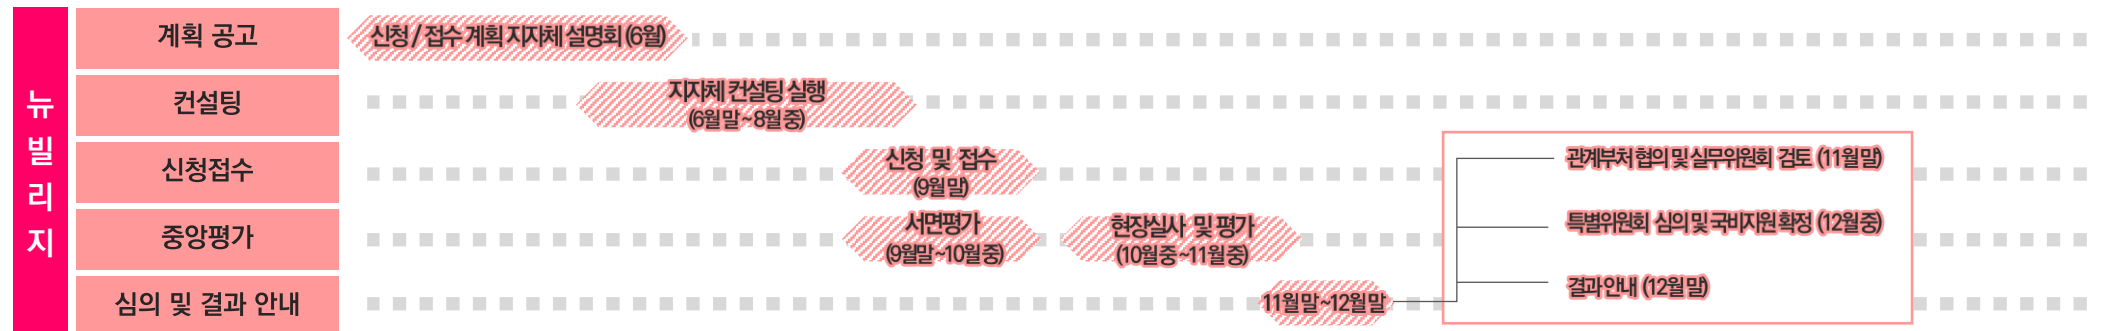 뉴빌리지
계획 공고
신청 / 접수 계획 지자체 설명회 (6월)
컨설팅
지자체 컨설팅 실행
(6월말 ~ 8월중)
신청접수
신청 및 접수
(9월말)
중앙평가
서면평가
(9월말 ~10월중)
현장실사 및 평가
(10월중 ~11월중)
심의 및 결과 안내
11월말 ~12월말
관계부처 협의 및 실무위원회 검토 (11월말)
특별위원회 심의 및 국비지원 확정 (12월중)
결과 안내 (12월말)